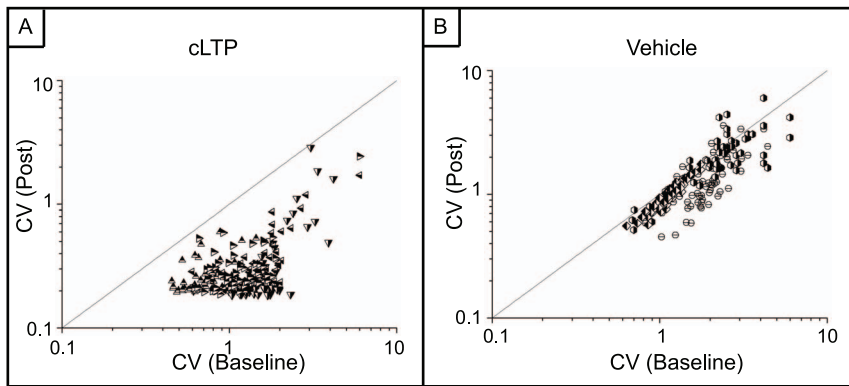 A
cLTP
10
CV (Post)
1
0.1
0.1
1
10
CV (Baseline)
B
Vehicle
10
CV (Post)
1
0.1
0.1
1
10
CV (Baseline)